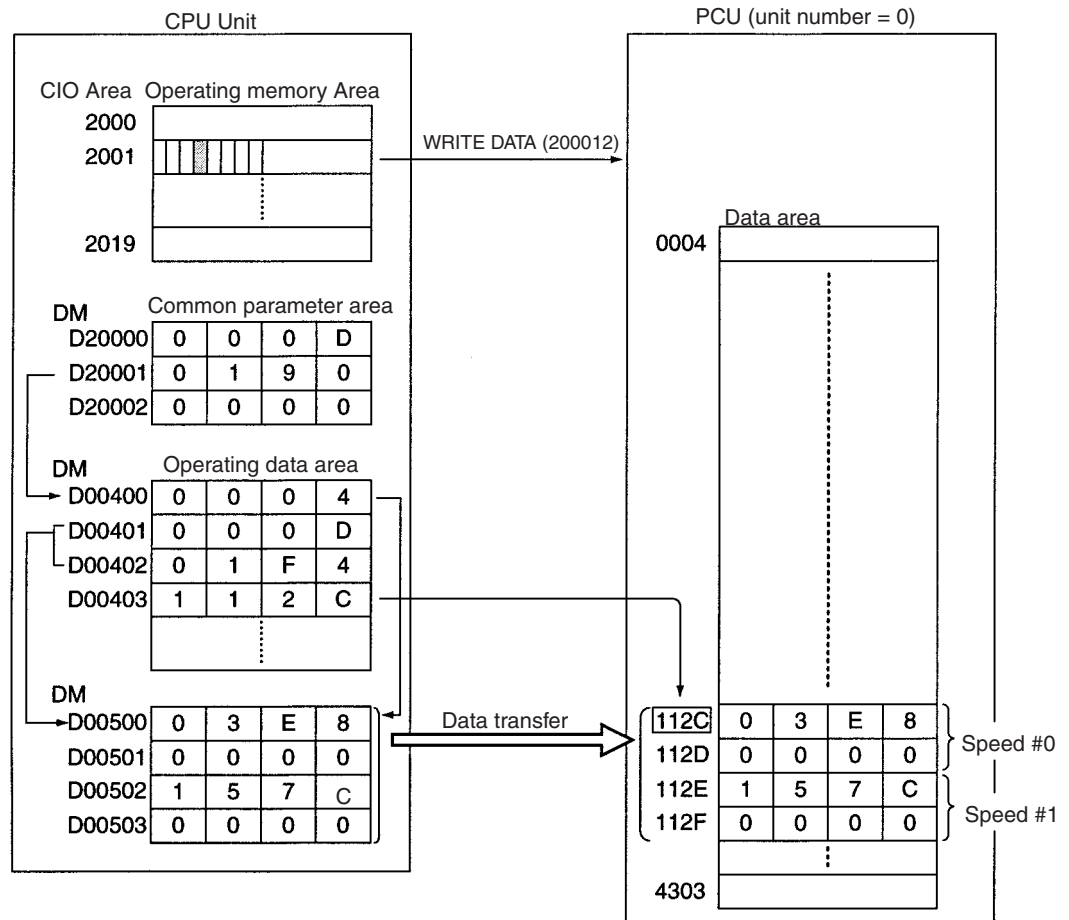 CPU Unit
PCU (unit number = 0)
CIO Area Operating memory Area
2000
2001
2019
WRITE DATA (200012)
Data area
0004
DM
Common parameter area
D20000 0 0 0 D
D20001 0 1 9 0
D20002 0 0 0 0
DM
Operating data area
D00400 0 0 0 4
D00401 0 0 0 D
D00402 0 1 F 4
D00403 1 1 2 C
DM
D00500 0 3 E 8
D00501 0 0 0 0
D00502 1 5 7 C
D00503 0 0 0 0
Data transfer
112C 0 3 E 8
112D 0 0 0 0
Speed #0
112E 1 5 7 C
112F 0 0 0 0
Speed #1
4303